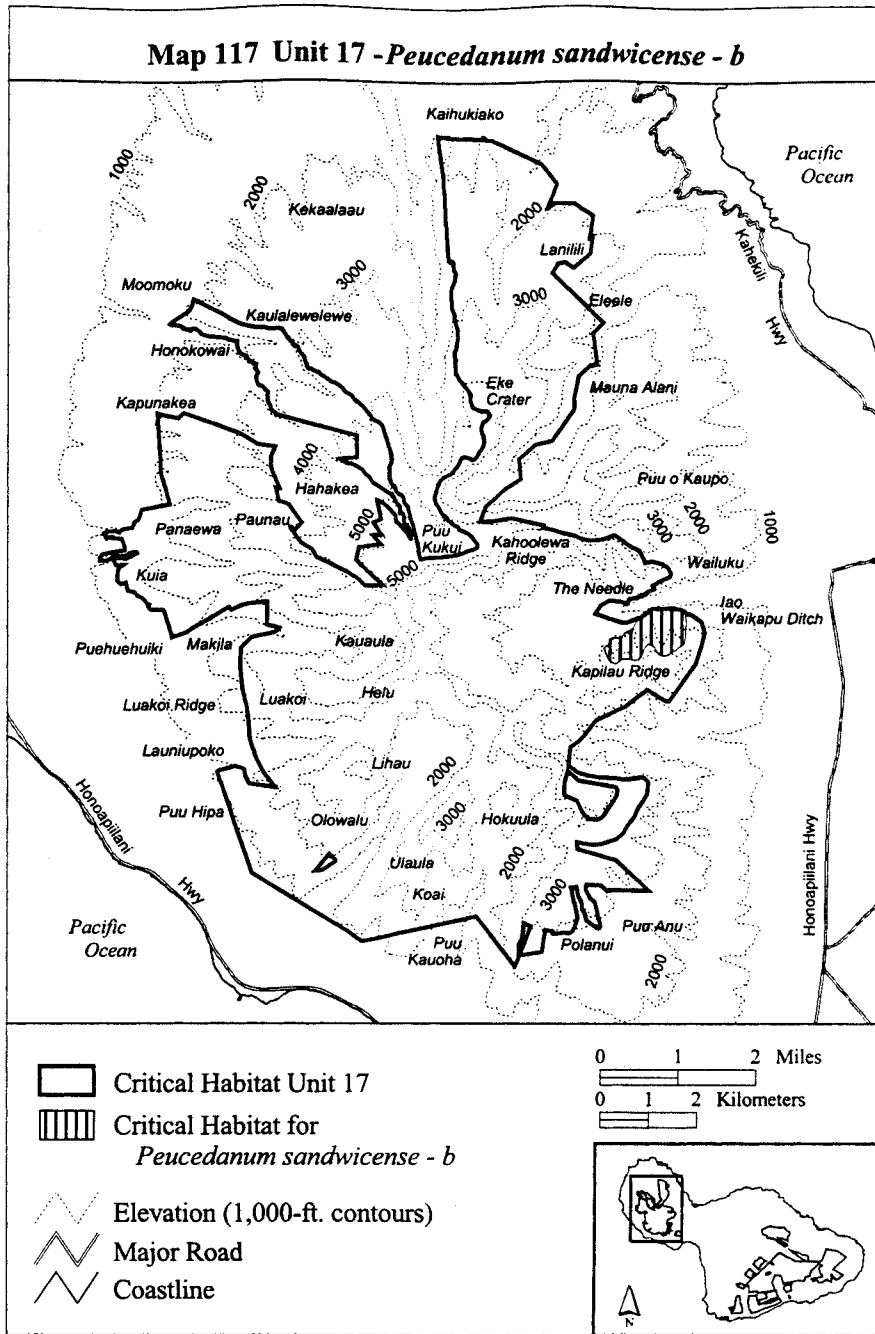 Map 117 Unit 17 - Peucedanum sandwicense - b
Kaihukiako
Pacific
Ocean
1000
2000
Kekaalaau
2000
Kahekili
Hwy
Lanilili
3000
Moomoku
Kaulalewelewe
3000
Eleele
Honokowai
Eke
Crater
Mauna Alani
Kapunakea
4000
Hahakea
Puu o Kaupo
3000
2000
1000
Panaewa
Paunau
5000
Puu
Kukui
Kahoolewa
Ridge
Wailuku
Kuia
5000
The Needle
Iao
Waikapu Ditch
Puehuehuiki
Makila
Kauaula
Kapilau Ridge
Luakoi Ridge
Luakoi
Helu
Launiupoko
Lihau
2000
Puu Hipa
Olowalu
3000
Hokuula
Honoapiilani
Hwy
Ulaula
2000
Honoapiilani Hwy
Koai
3000
Pacific
Ocean
Puu
Kauoha
Polanui
Puu Anu
2000
Critical Habitat Unit 17
Critical Habitat for
Peucedanum sandwicense - b
Elevation (1,000-ft. contours)
Major Road
Coastline
0 1 2 Miles
0 1 2 Kilometers
N